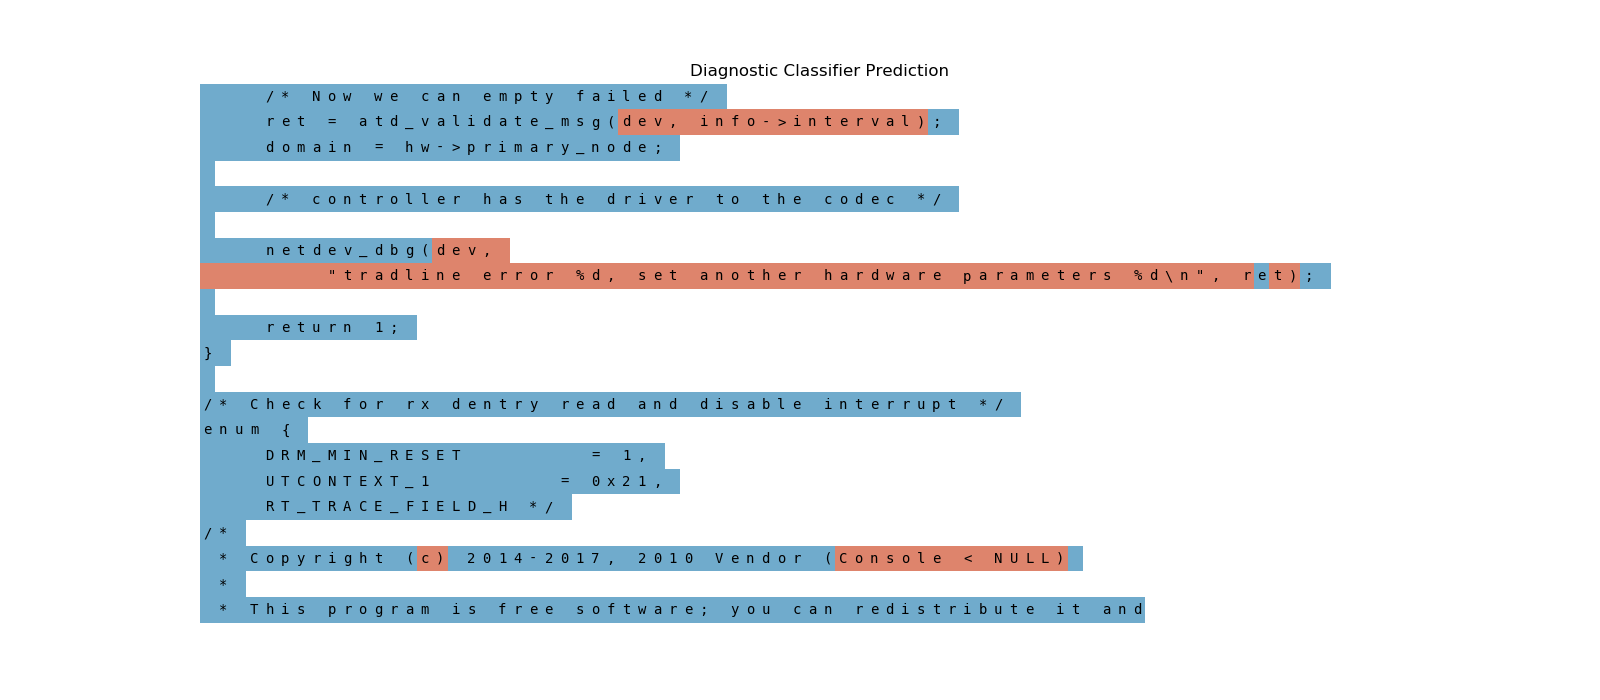 Diagnostic Classifier Prediction
/* Now we can empty failed */
ret = atd_validate_msg(dev, info->interval);
domain = hw->primary_node;
/* controller has the driver to the codec */
netdev_dbg(dev,
"tradline error %d, set another hardware parameters %d\n", ret);
return 1;
}
/* Check for rx dentry read and disable interrupt */
enum {
DRM_MIN_RESET = 1,
UTCONTEXT_1 = 0x21,
RT_TRACE_FIELD_H */
/*
* Copyright (c) 2014-2017, 2010 Vendor (Console < NULL)
*
* This program is free software; you can redistribute it and